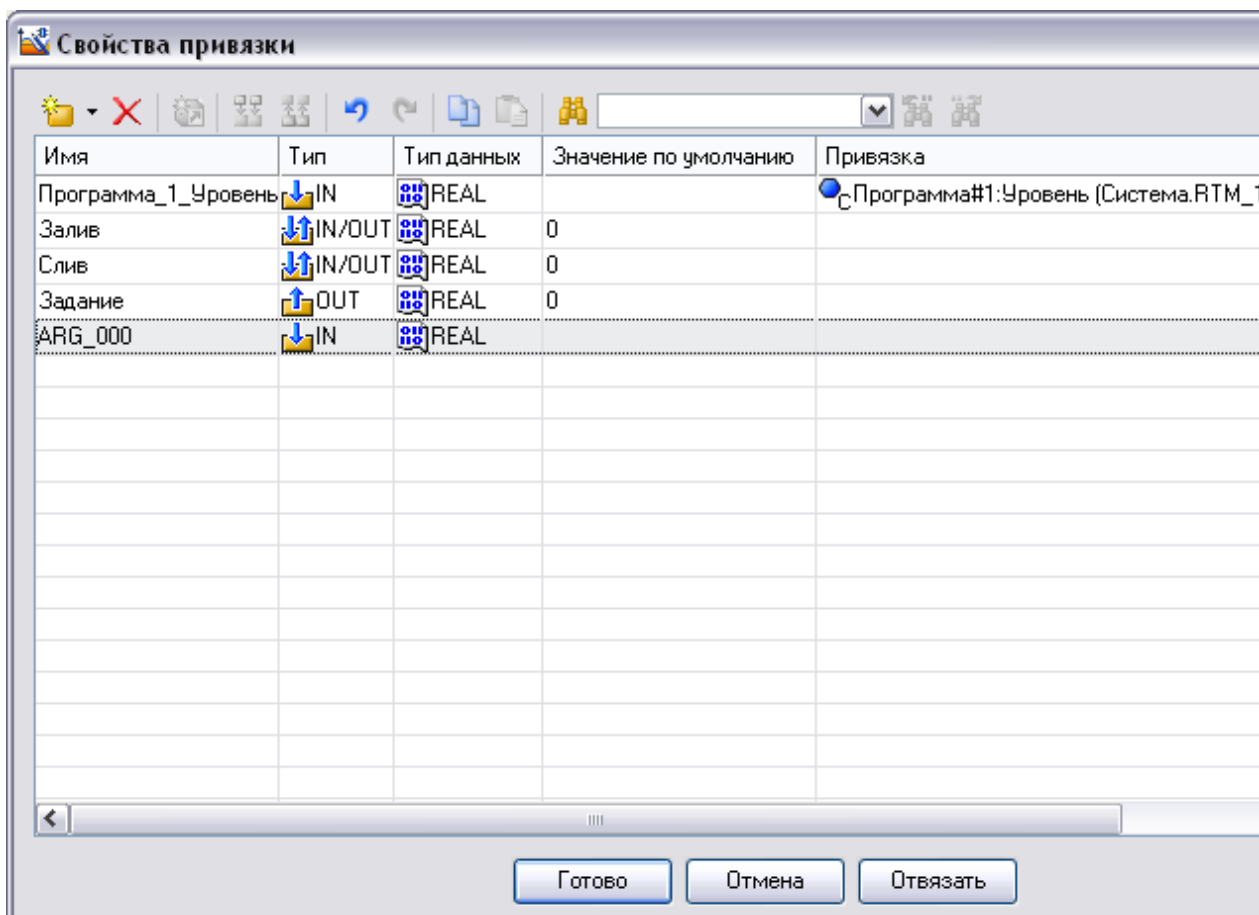 Свойства привязки
Имя Тип Тип данных Значение по умолчанию Привязка
Программа_1_Уровень IN REAL Программа#1:Уровень (Система.RTM_1
Залив IN/OUT REAL 0
Слив IN/OUT REAL 0
Задание OUT REAL 0
ARG_000 IN REAL
Готово Отмена Отвязать